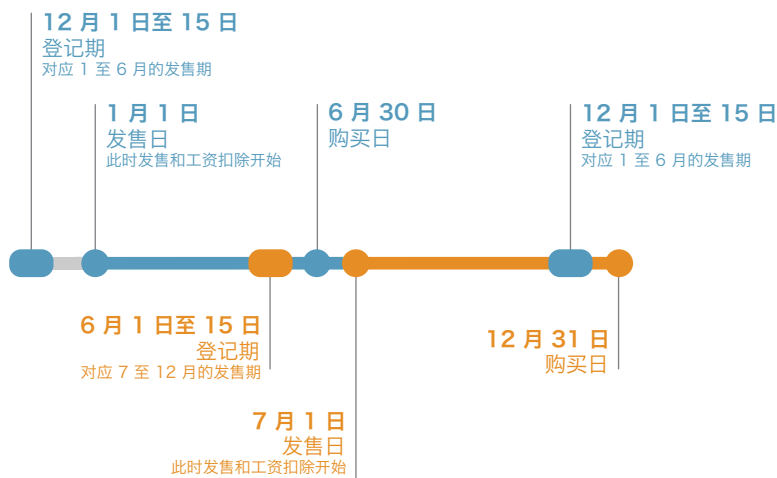 12 月 1 日至 15 日
登记期
对应 1 至 6 月的发售期
1 月 1 日
发售日
此时发售和工资扣除开始
6 月 30 日
购买日
12 月 1 日至 15 日
登记期
对应 1 至 6 月的发售期
6 月 1 日至 15 日
登记期
对应 7 至 12 月的发售期
12 月 31 日
购买日
7 月 1 日
发售日
此时发售和工资扣除开始